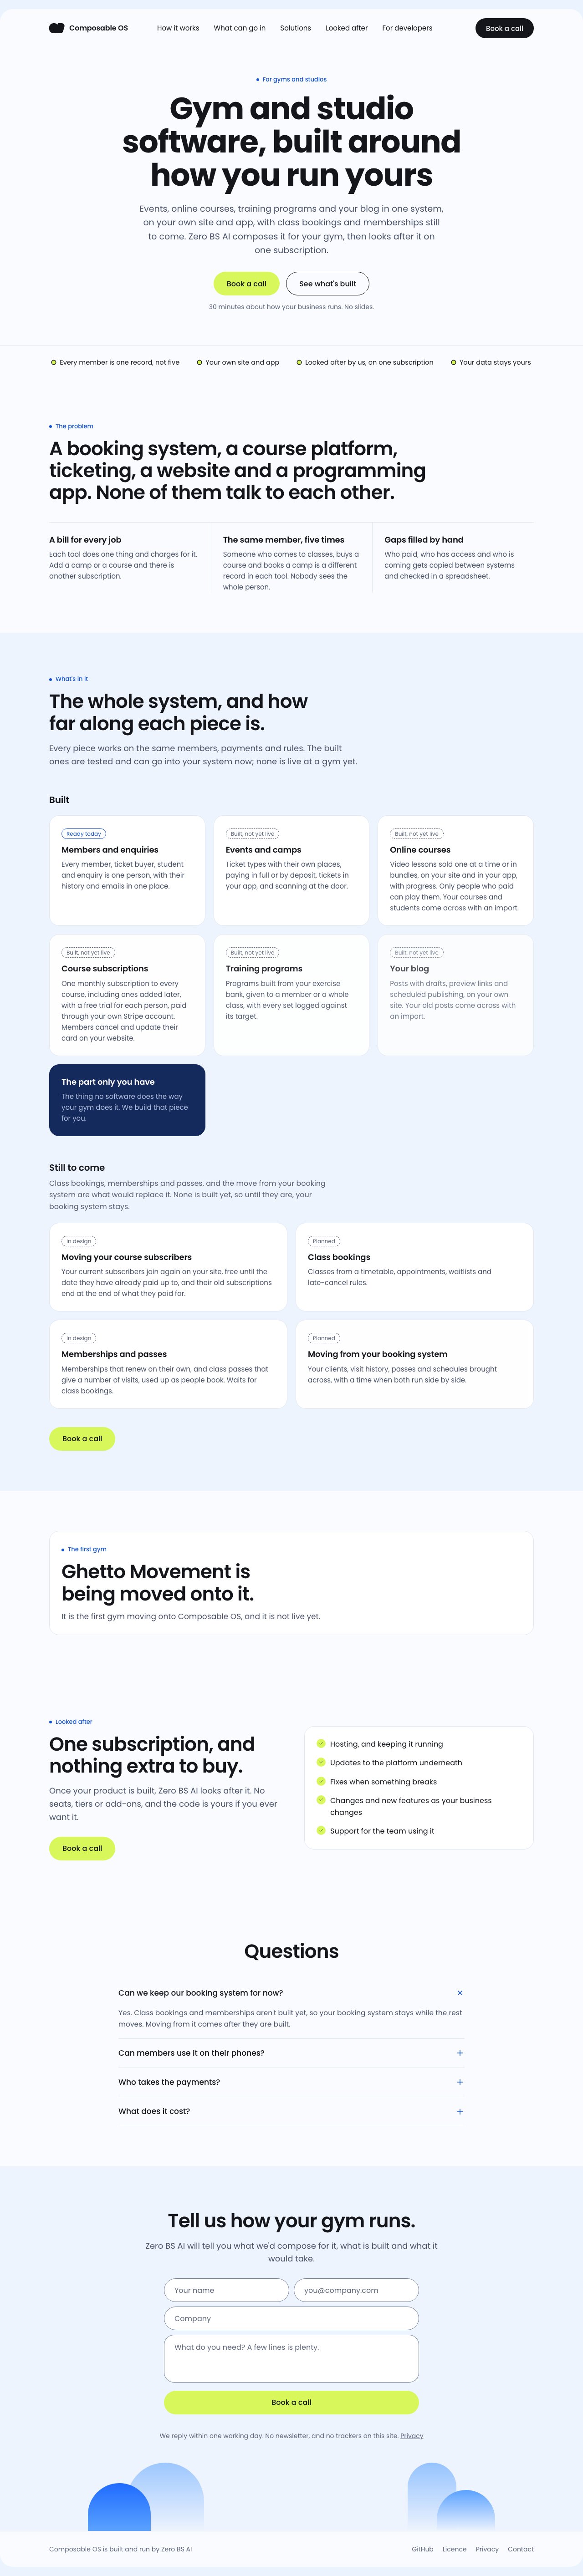 Composable OS
How it works
What can go in
Solutions
Looked after
For developers
Book a call
For gyms and studios
Gym and studio
software, built around
how you run yours
Events, online courses, training programs and your blog in one system,
on your own site and app, with class bookings and memberships still
to come. Zero BS AI composes it for your gym, then looks after it on
one subscription.
Book a call
See what's built
30 minutes about how your business runs. No slides.
Every member is one record, not five
Your own site and app
Looked after by us, on one subscription
Your data stays yours
The problem
A booking system, a course platform,
ticketing, a website and a programming
app. None of them talk to each other.
A bill for every job
Each tool does one thing and charges for it.
Add a camp or a course and there is
another subscription.
The same member, five times
Someone who comes to classes, buys a
course and books a camp is a different
record in each tool. Nobody sees the
whole person.
Gaps filled by hand
Who paid, who has access and who is
coming gets copied between systems
and checked in a spreadsheet.
What's in it
The whole system, and how
far along each piece is.
Every piece works on the same members, payments and rules. The built
ones are tested and can go into your system now; none is live at a gym yet.
Built
Ready today
Members and enquiries
Every member, ticket buyer, student
and enquiry is one person, with their
history and emails in one place.
Built, not yet live
Events and camps
Ticket types with their own places,
paying in full or by deposit, tickets in
your app, and scanning at the door.
Built, not yet live
Online courses
Video lessons sold one at a time or in
bundles, on your site and in your app,
with progress. Only people who paid
can play them. Your courses and
students come across with an import.
Built, not yet live
Course subscriptions
One monthly subscription to every
course, including ones added later,
with a free trial for each person, paid
through your own Stripe account.
Members cancel and update their
card on your website.
Built, not yet live
Training programs
Programs built from your exercise
bank, given to a member or a whole
class, with every set logged against
its target.
Built, not yet live
Your blog
Posts with drafts, preview links and
scheduled publishing, on your own
site. Your old posts come across with
an import.
The part only you have
The thing no software does the way
your gym does it. We build that piece
for you.
Still to come
Class bookings, memberships and passes, and the move from your booking
system are what would replace it. None is built yet, so until they are, your
booking system stays.
In design
Moving your course subscribers
Your current subscribers join again on your site, free until the
date they have already paid up to, and their old subscriptions
end at the end of what they paid for.
Planned
Class bookings
Classes from a timetable, appointments, waitlists and
late-cancel rules.
In design
Memberships and passes
Memberships that renew on their own, and class passes that
give a number of visits, used up as people book. Waits for
class bookings.
Planned
Moving from your booking system
Your clients, visit history, passes and schedules brought
across, with a time when both run side by side.
Book a call
The first gym
Ghetto Movement is
being moved onto it.
It is the first gym moving onto Composable OS, and it is not live yet.
Looked after
One subscription, and
nothing extra to buy.
Once your product is built, Zero BS AI looks after it. No
seats, tiers or add-ons, and the code is yours if you ever
want it.
Book a call
Hosting, and keeping it running
Updates to the platform underneath
Fixes when something breaks
Changes and new features as your business
changes
Support for the team using it
Questions
Can we keep our booking system for now?
Yes. Class bookings and memberships aren't built yet, so your booking system stays while the rest
moves. Moving from it comes after they are built.
Can members use it on their phones?
Who takes the payments?
What does it cost?
Tell us how your gym runs.
Zero BS AI will tell you what we'd compose for it, what is built and what it
would take.
Your name
you@company.com
Company
What do you need? A few lines is plenty.
Book a call
We reply within one working day. No newsletter, and no trackers on this site. Privacy
Composable OS is built and run by Zero BS AI
GitHub
Licence
Privacy
Contact